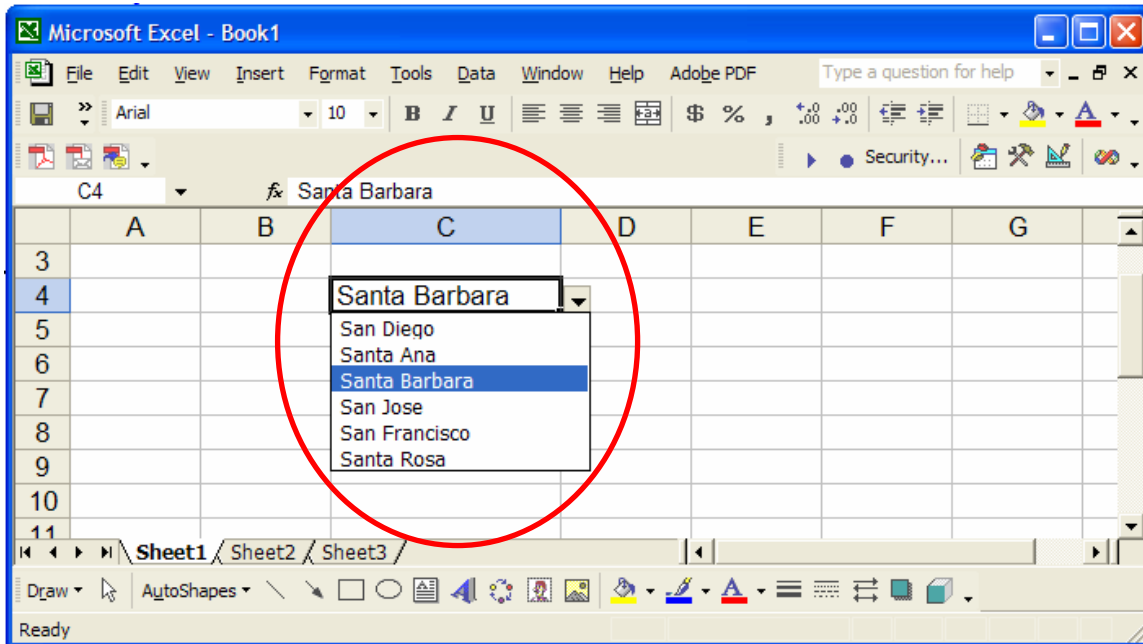 Microsoft Excel - Book1
File Edit View Insert Format Tools Data Window Help Adobe PDF Type a question for help
Arial 10 B I U $ % , .00 .00
Security...
C4 fx Santa Barbara
A B C D E F G
3
4 Santa Barbara
5 San Diego
6 Santa Ana
Santa Barbara
7 San Jose
8 San Francisco
9 Santa Rosa
10
11
Sheet1 Sheet2 Sheet3
Draw AutoShapes A A
Ready